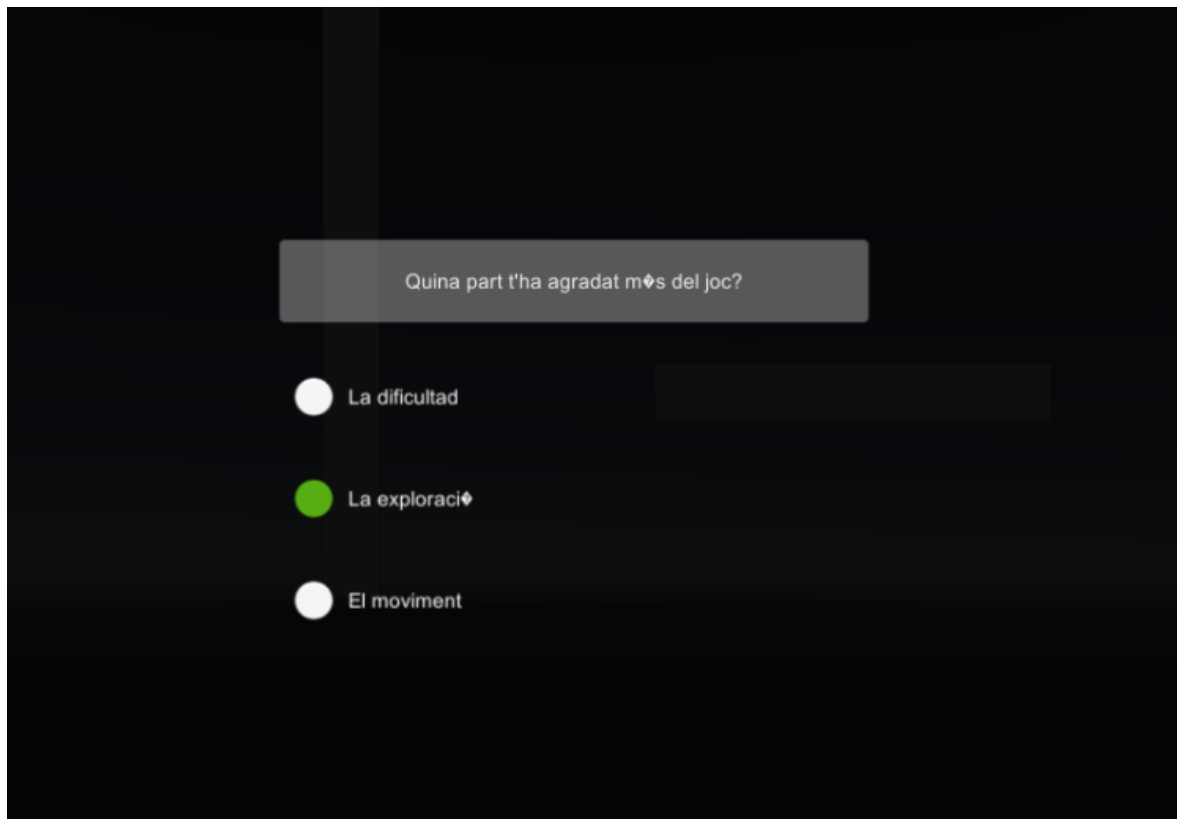 Quina part t'ha agradat m�s del joc?
La dificultad
La exploraci�
El moviment